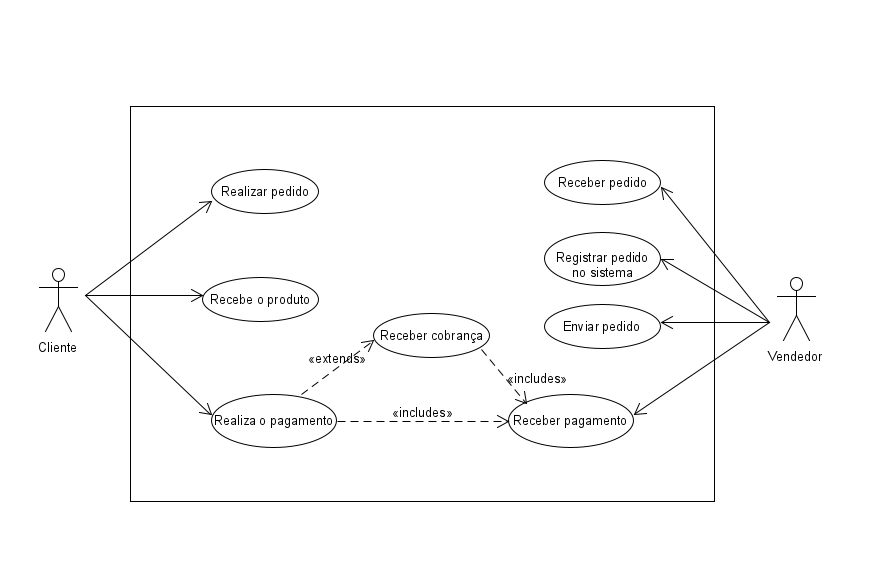 Realizar pedido
Receber pedido
Registrar pedido
no sistema
Recebe o produto
Enviar pedido
Receber cobrança
Cliente
Vendedor
«extends»
«includes»
«includes»
Realiza o pagamento
Receber pagamento